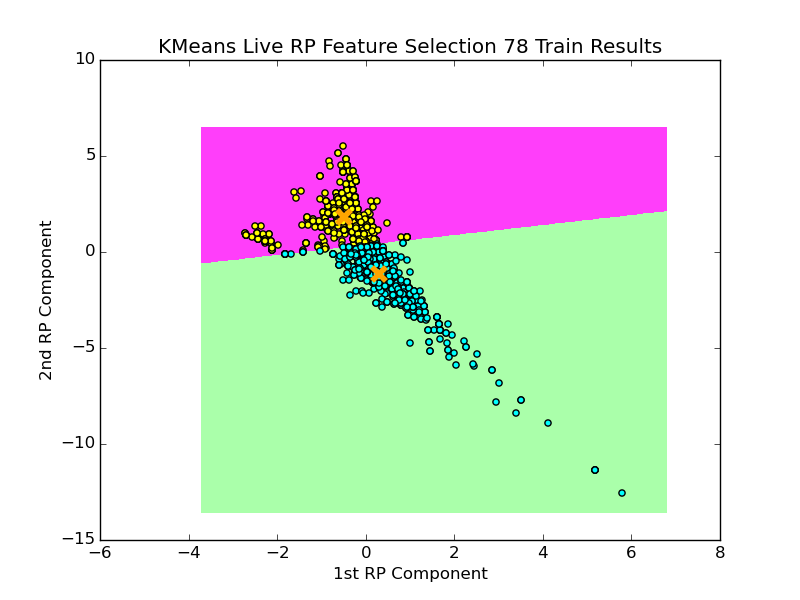 KMeans Live RP Feature Selection 78 Train Results
10
5
0
−5
−10
−15
2nd RP Component
−6 −4 −2 0 2 4 6 8
1st RP Component